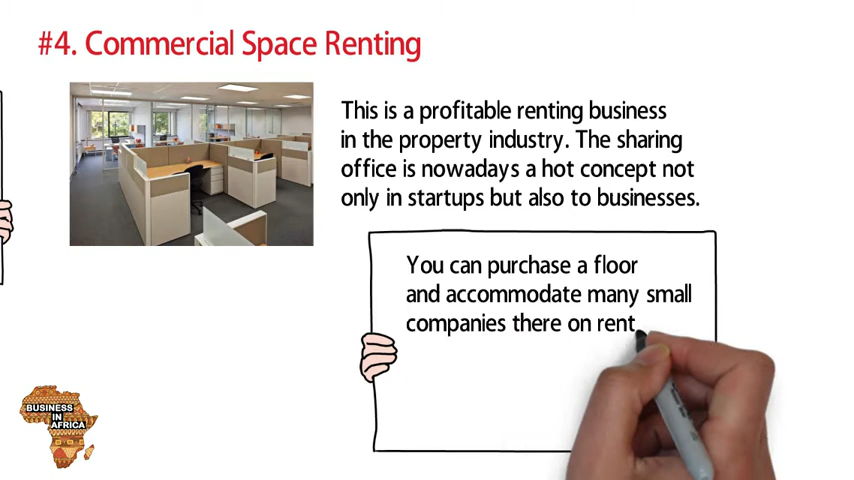 #4. Commercial Space Renting
This is a profitable renting business
in the property industry. The sharing
office is nowadays a hot concept not
only in startups but also to businesses.
You can purchase a floor
and accommodate many small
companies there on rent
BUSINESS
IN
AFRICA